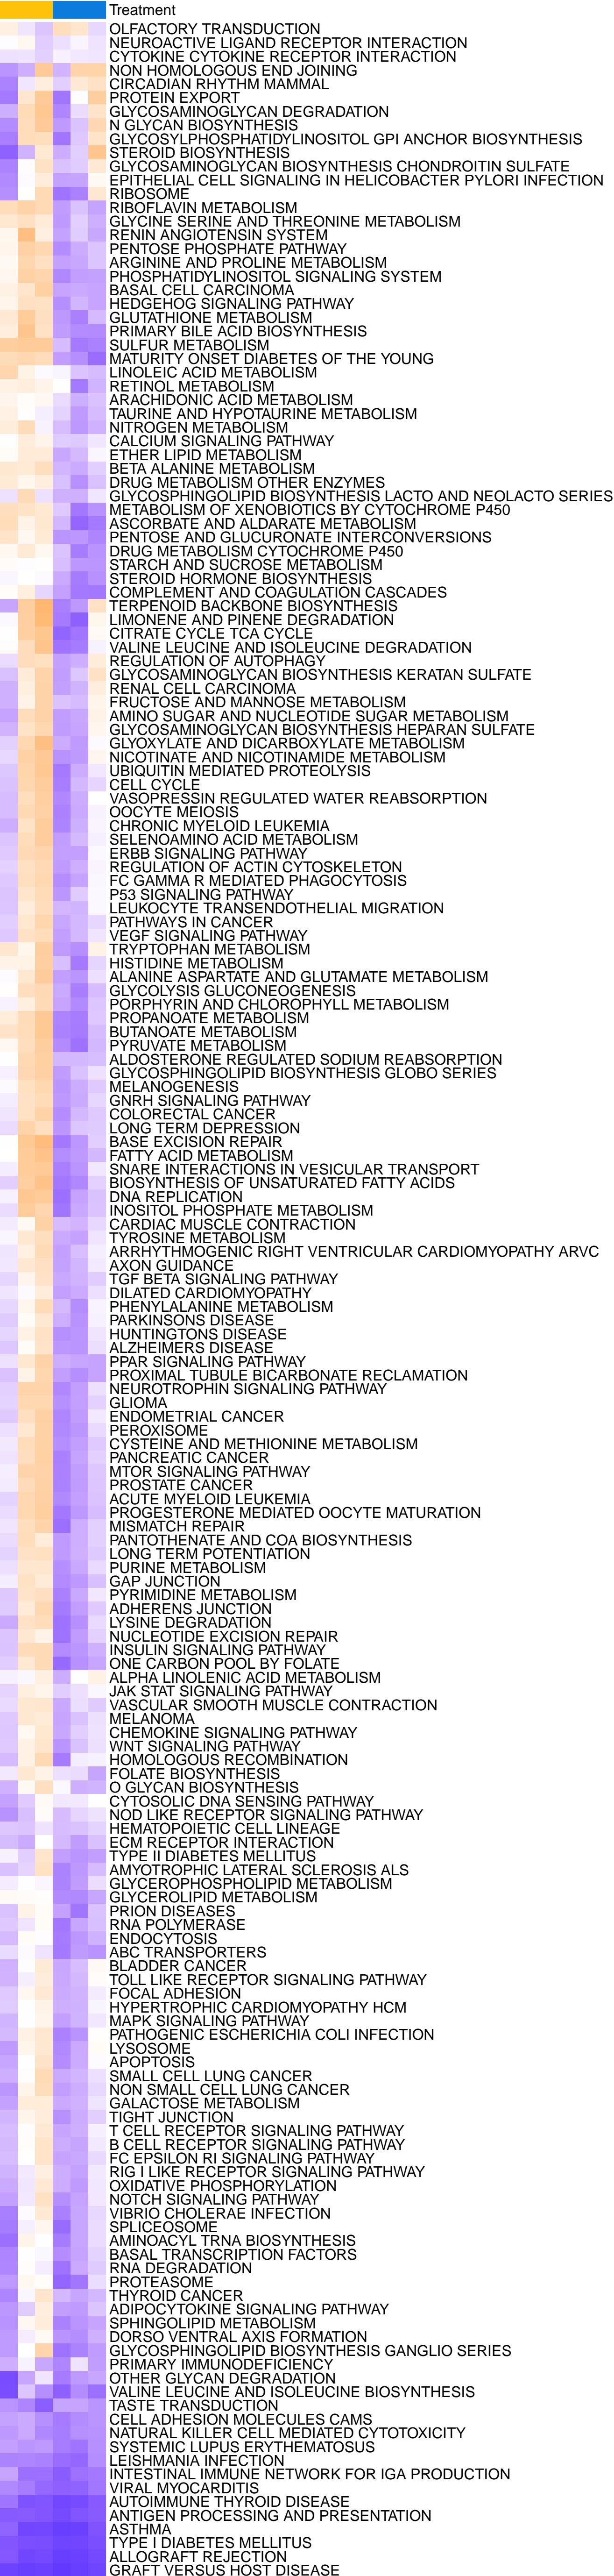 Treatment
OLFACTORY TRANSDUCTION
NEUROACTIVE LIGAND RECEPTOR INTERACTION
CYTOKINE CYTOKINE RECEPTOR INTERACTION
NON HOMOLOGOUS END JOINING
CIRCADIAN RHYTHM MAMMAL
PROTEIN EXPORT
GLYCOSAMINOGLYCAN DEGRADATION
N GLYCAN BIOSYNTHESIS
GLYCOSYLPHOSPHATIDYLINOSITOL GPI ANCHOR BIOSYNTHESIS
STEROID BIOSYNTHESIS
GLYCOSAMINOGLYCAN BIOSYNTHESIS CHONDROITIN SULFATE
EPITHELIAL CELL SIGNALING IN HELICOBACTER PYLORI INFECTION
RIBOSOME
RIBOFLAVIN METABOLISM
GLYCINE SERINE AND THREONINE METABOLISM
RENIN ANGIOTENSIN SYSTEM
PENTOSE PHOSPHATE PATHWAY
ARGININE AND PROLINE METABOLISM
PHOSPHATIDYLINOSITOL SIGNALING SYSTEM
BASAL CELL CARCINOMA
HEDGEHOG SIGNALING PATHWAY
GLUTATHIONE METABOLISM
PRIMARY BILE ACID BIOSYNTHESIS
SULFUR METABOLISM
MATURITY ONSET DIABETES OF THE YOUNG
LINOLEIC ACID METABOLISM
RETINOL METABOLISM
ARACHIDONIC ACID METABOLISM
TAURINE AND HYPOTAURINE METABOLISM
NITROGEN METABOLISM
CALCIUM SIGNALING PATHWAY
ETHER LIPID METABOLISM
BETA ALANINE METABOLISM
DRUG METABOLISM OTHER ENZYMES
GLYCOSPHINGOLIPID BIOSYNTHESIS LACTO AND NEOLACTO SERIES
METABOLISM OF XENOBIOTICS BY CYTOCHROME P450
ASCORBATE AND ALDARATE METABOLISM
PENTOSE AND GLUCURONATE INTERCONVERSIONS
DRUG METABOLISM CYTOCHROME P450
STARCH AND SUCROSE METABOLISM
STEROID HORMONE BIOSYNTHESIS
COMPLEMENT AND COAGULATION CASCADES
TERPENOID BACKBONE BIOSYNTHESIS
LIMONENE AND PINENE DEGRADATION
CITRATE CYCLE TCA CYCLE
VALINE LEUCINE AND ISOLEUCINE DEGRADATION
REGULATION OF AUTOPHAGY
GLYCOSAMINOGLYCAN BIOSYNTHESIS KERATAN SULFATE
RENAL CELL CARCINOMA
FRUCTOSE AND MANNOSE METABOLISM
AMINO SUGAR AND NUCLEOTIDE SUGAR METABOLISM
GLYCOSAMINOGLYCAN BIOSYNTHESIS HEPARAN SULFATE
GLYOXYLATE AND DICARBOXYLATE METABOLISM
NICOTINATE AND NICOTINAMIDE METABOLISM
UBIQUITIN MEDIATED PROTEOLYSIS
CELL CYCLE
VASOPRESSIN REGULATED WATER REABSORPTION
OOCYTE MEIOSIS
CHRONIC MYELOID LEUKEMIA
SELENOAMINO ACID METABOLISM
ERBB SIGNALING PATHWAY
REGULATION OF ACTIN CYTOSKELETON
FC GAMMA R MEDIATED PHAGOCYTOSIS
P53 SIGNALING PATHWAY
LEUKOCYTE TRANSENDOTHELIAL MIGRATION
PATHWAYS IN CANCER
VEGF SIGNALING PATHWAY
TRYPTOPHAN METABOLISM
HISTIDINE METABOLISM
ALANINE ASPARTATE AND GLUTAMATE METABOLISM
GLYCOLYSIS GLUCONEOGENESIS
PORPHYRIN AND CHLOROPHYLL METABOLISM
PROPANOATE METABOLISM
BUTANOATE METABOLISM
PYRUVATE METABOLISM
ALDOSTERONE REGULATED SODIUM REABSORPTION
GLYCOSPHINGOLIPID BIOSYNTHESIS GLOBO SERIES
MELANOGENESIS
GNRH SIGNALING PATHWAY
COLORECTAL CANCER
LONG TERM DEPRESSION
BASE EXCISION REPAIR
FATTY ACID METABOLISM
SNARE INTERACTIONS IN VESICULAR TRANSPORT
BIOSYNTHESIS OF UNSATURATED FATTY ACIDS
DNA REPLICATION
INOSITOL PHOSPHATE METABOLISM
CARDIAC MUSCLE CONTRACTION
TYROSINE METABOLISM
ARRHYTHMOGENIC RIGHT VENTRICULAR CARDIOMYOPATHY ARVC
AXON GUIDANCE
TGF BETA SIGNALING PATHWAY
DILATED CARDIOMYOPATHY
PHENYLALANINE METABOLISM
PARKINSONS DISEASE
HUNTINGTONS DISEASE
ALZHEIMERS DISEASE
PPAR SIGNALING PATHWAY
PROXIMAL TUBULE BICARBONATE RECLAMATION
NEUROTROPHIN SIGNALING PATHWAY
GLIOMA
ENDOMETRIAL CANCER
PEROXISOME
CYSTEINE AND METHIONINE METABOLISM
PANCREATIC CANCER
MTOR SIGNALING PATHWAY
PROSTATE CANCER
ACUTE MYELOID LEUKEMIA
PROGESTERONE MEDIATED OOCYTE MATURATION
MISMATCH REPAIR
PANTOTHENATE AND COA BIOSYNTHESIS
LONG TERM POTENTIATION
PURINE METABOLISM
GAP JUNCTION
PYRIMIDINE METABOLISM
ADHERENS JUNCTION
LYSINE DEGRADATION
NUCLEOTIDE EXCISION REPAIR
INSULIN SIGNALING PATHWAY
ONE CARBON POOL BY FOLATE
ALPHA LINOLENIC ACID METABOLISM
JAK STAT SIGNALING PATHWAY
VASCULAR SMOOTH MUSCLE CONTRACTION
MELANOMA
CHEMOKINE SIGNALING PATHWAY
WNT SIGNALING PATHWAY
HOMOLOGOUS RECOMBINATION
FOLATE BIOSYNTHESIS
O GLYCAN BIOSYNTHESIS
CYTOSOLIC DNA SENSING PATHWAY
NOD LIKE RECEPTOR SIGNALING PATHWAY
HEMATOPOIETIC CELL LINEAGE
ECM RECEPTOR INTERACTION
TYPE II DIABETES MELLITUS
AMYOTROPHIC LATERAL SCLEROSIS ALS
GLYCEROPHOSPHOLIPID METABOLISM
GLYCEROLIPID METABOLISM
PRION DISEASES
RNA POLYMERASE
ENDOCYTOSIS
ABC TRANSPORTERS
BLADDER CANCER
TOLL LIKE RECEPTOR SIGNALING PATHWAY
FOCAL ADHESION
HYPERTROPHIC CARDIOMYOPATHY HCM
MAPK SIGNALING PATHWAY
PATHOGENIC ESCHERICHIA COLI INFECTION
LYSOSOME
APOPTOSIS
SMALL CELL LUNG CANCER
NON SMALL CELL LUNG CANCER
GALACTOSE METABOLISM
TIGHT JUNCTION
T CELL RECEPTOR SIGNALING PATHWAY
B CELL RECEPTOR SIGNALING PATHWAY
FC EPSILON RI SIGNALING PATHWAY
RIG I LIKE RECEPTOR SIGNALING PATHWAY
OXIDATIVE PHOSPHORYLATION
NOTCH SIGNALING PATHWAY
VIBRIO CHOLERAE INFECTION
SPLICEOSOME
AMINOACYL TRNA BIOSYNTHESIS
BASAL TRANSCRIPTION FACTORS
RNA DEGRADATION
PROTEASOME
THYROID CANCER
ADIPOCYTOKINE SIGNALING PATHWAY
SPHINGOLIPID METABOLISM
DORSO VENTRAL AXIS FORMATION
GLYCOSPHINGOLIPID BIOSYNTHESIS GANGLIO SERIES
PRIMARY IMMUNODEFICIENCY
OTHER GLYCAN DEGRADATION
VALINE LEUCINE AND ISOLEUCINE BIOSYNTHESIS
TASTE TRANSDUCTION
CELL ADHESION MOLECULES CAMS
NATURAL KILLER CELL MEDIATED CYTOTOXICITY
SYSTEMIC LUPUS ERYTHEMATOSUS
LEISHMANIA INFECTION
INTESTINAL IMMUNE NETWORK FOR IGA PRODUCTION
VIRAL MYOCARDITIS
AUTOIMMUNE THYROID DISEASE
ANTIGEN PROCESSING AND PRESENTATION
ASTHMA
TYPE I DIABETES MELLITUS
ALLOGRAFT REJECTION
GRAFT VERSUS HOST DISEASE